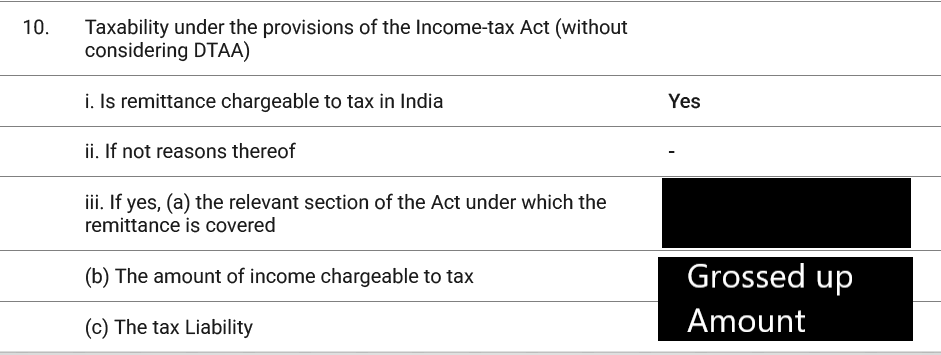 10. Taxability under the provisions of the Income-tax Act (without
considering DTAA)
i. Is remittance chargeable to tax in India Yes
ii. If not reasons thereof -
iii. If yes, (a) the relevant section of the Act under which the
remittance is covered
(b) The amount of income chargeable to tax Grossed up
(c) The tax Liability Amount